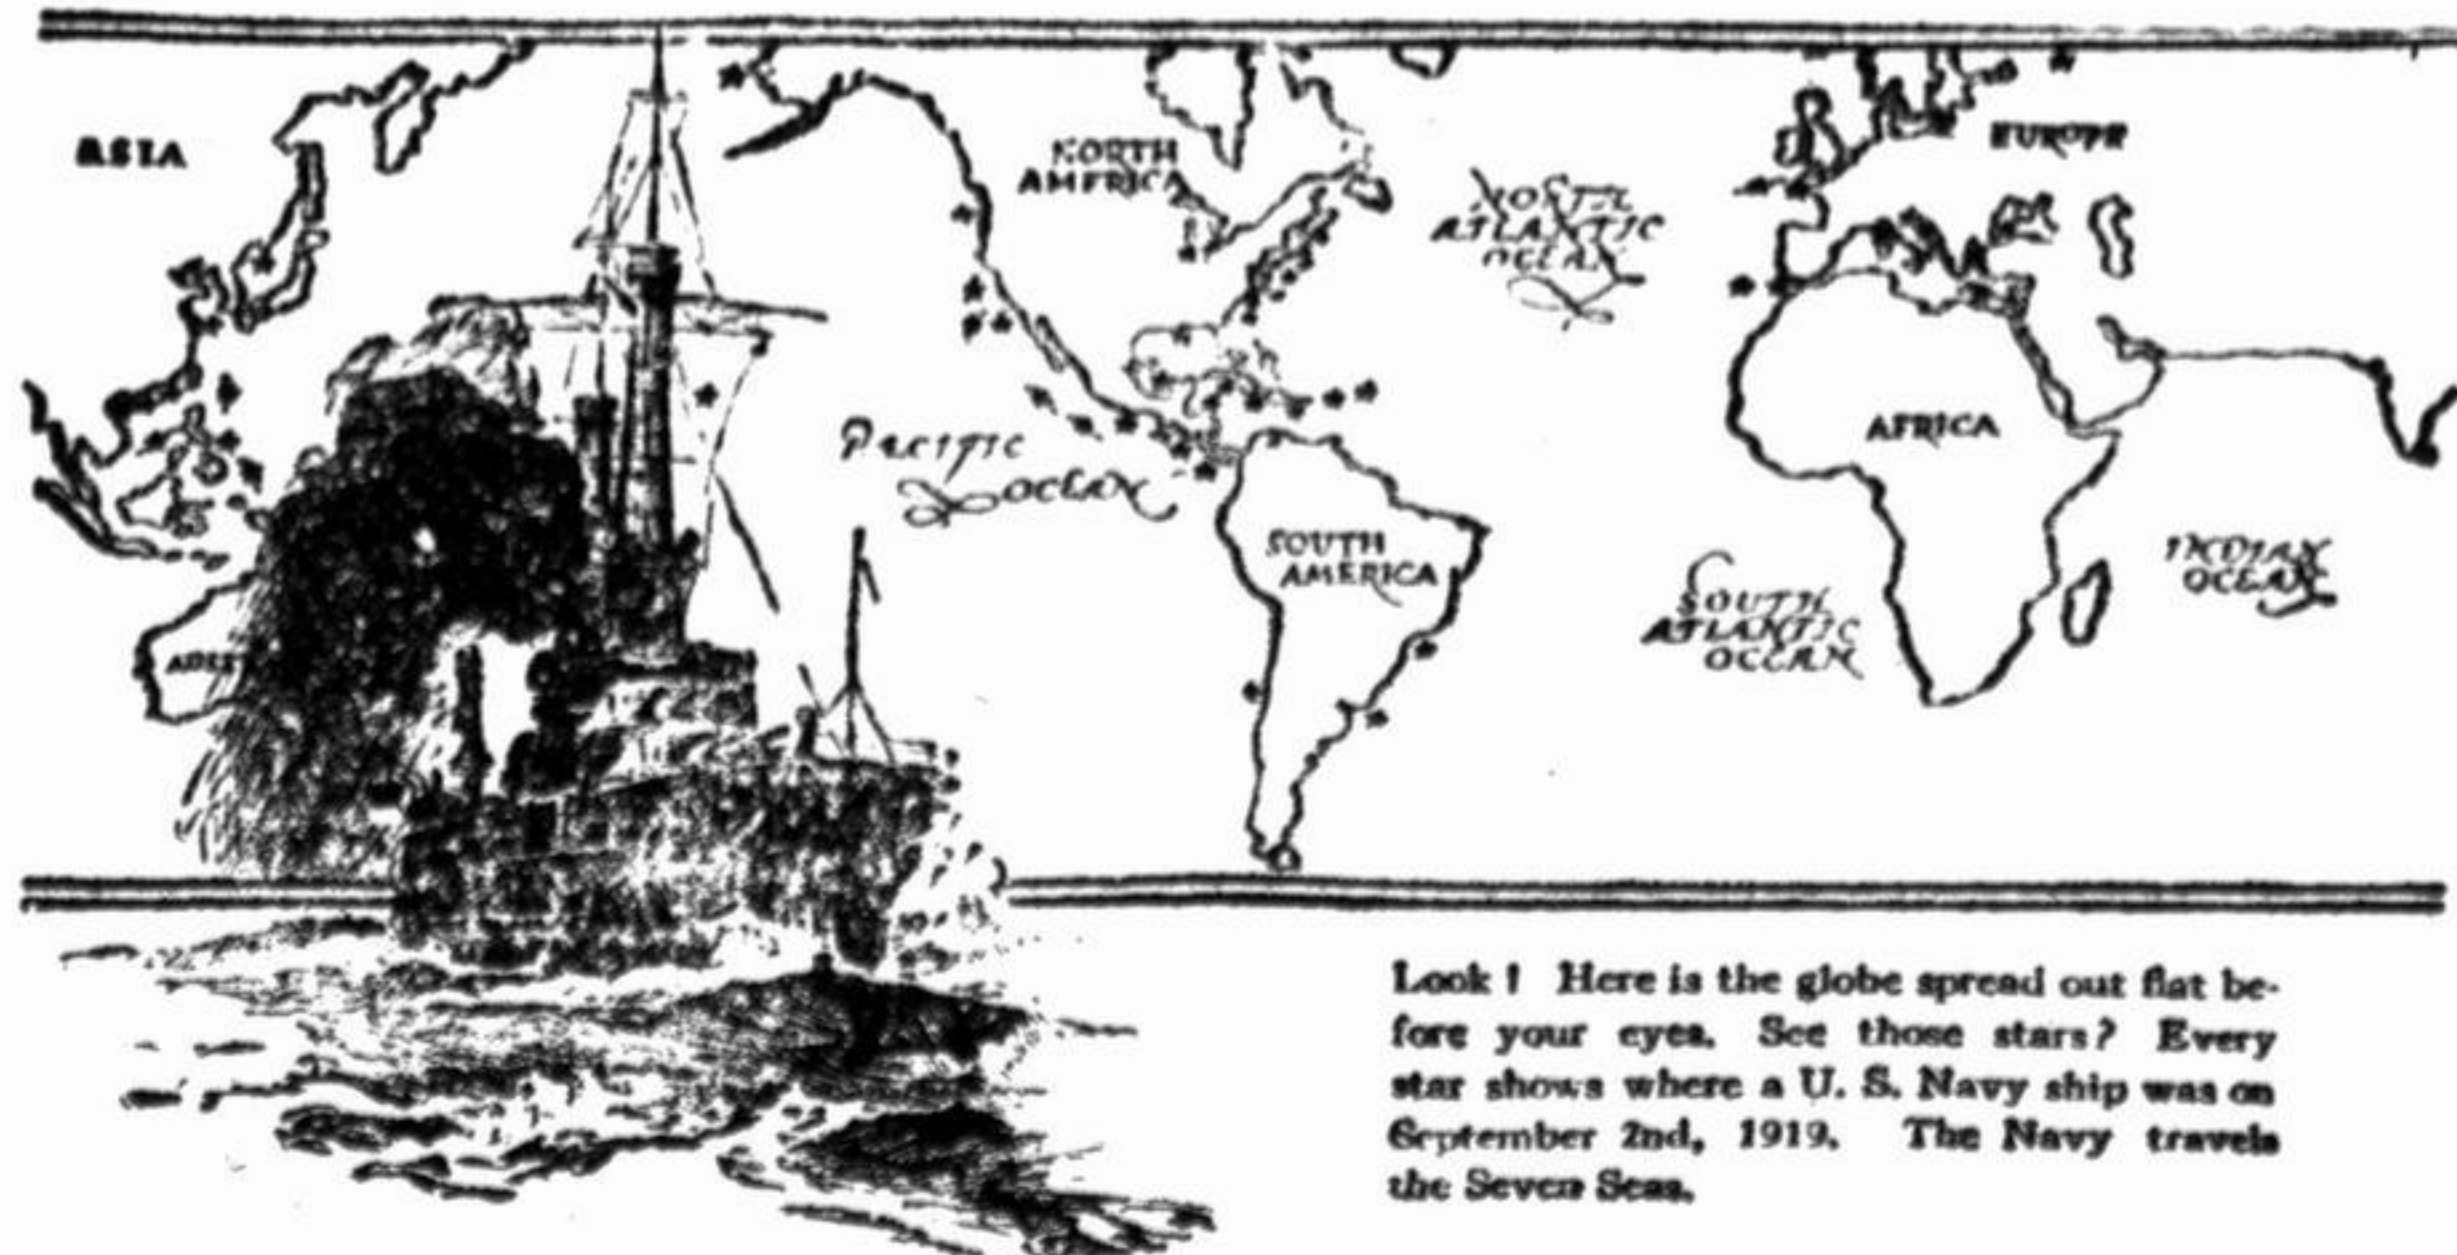 ASIA
NORTH
AMERICA
NORTH
ATLANTIC
OCEAN
EUROPE
PACIFIC
OCEAN
AFRICA
SOUTH
AMERICA
SOUTH
ATLANTIC
OCEAN
INDIAN
OCEAN
AUST
Look! Here is the globe spread out flat be-
fore your eyes. See those stars? Every
star shows where a U. S. Navy ship was on
September 2nd, 1919. The Navy travels
the Seven Seas.